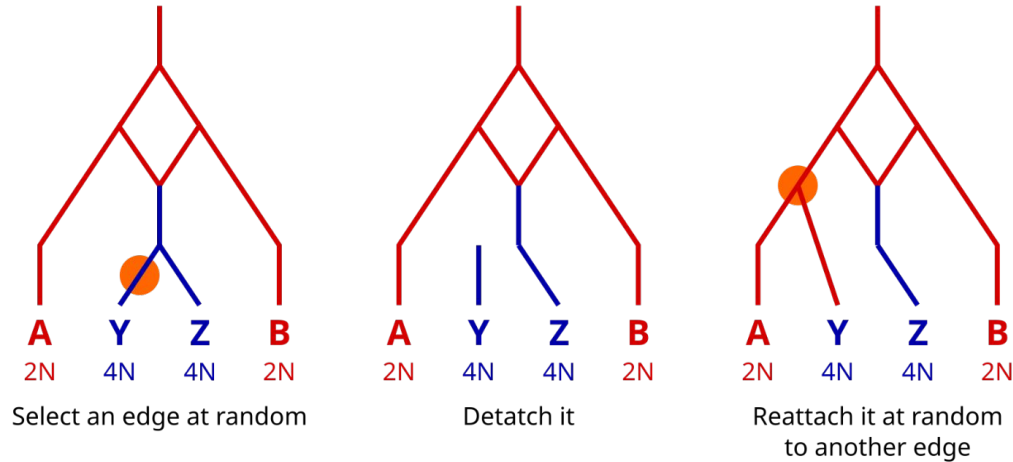 A Y Z B
2N 4N 4N 2N
Select an edge at random
A Y Z B
2N 4N 4N 2N
Detatch it
A Y Z B
2N 4N 4N 2N
Reattach it at random
to another edge